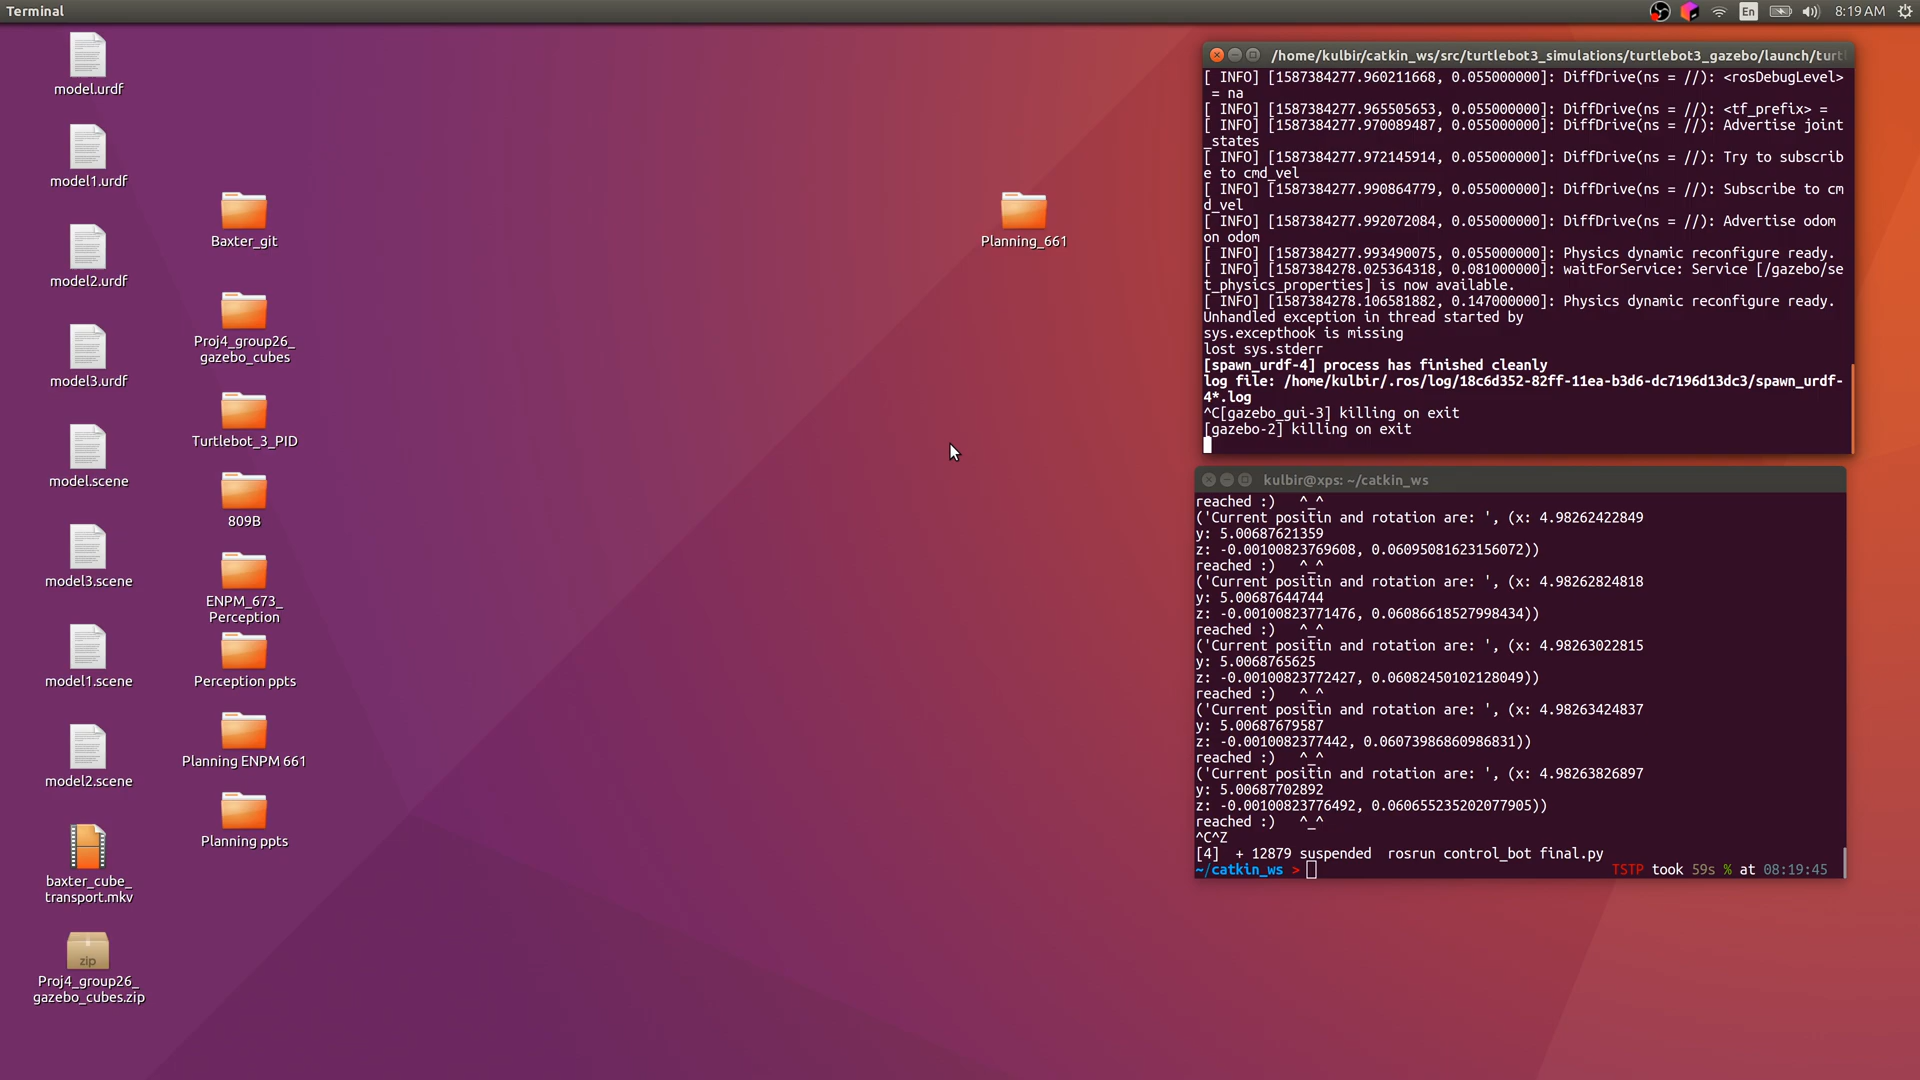 Terminal
En
8:19 AM
model.urdf
model1.urdf
model2.urdf
model3.urdf
model.scene
model3.scene
model1.scene
model2.scene
baxter_cube_
transport.mkv
zip
Proj4_group26_
gazebo_cubes.zip
Baxter_git
Proj4_group26_
gazebo_cubes
Turtlebot_3_PID
809B
ENPM_673_
Perception
Perception ppts
Planning ENPM 661
Planning ppts
Planning_661
/home/kulbir/catkin_ws/src/turtlebot3_simulations/turtlebot3_gazebo/launch/turt
[ INFO] [1587384277.960211668, 0.055000000]: DiffDrive(ns = //): <rosDebugLevel>
 = na
[ INFO] [1587384277.965505653, 0.055000000]: DiffDrive(ns = //): <tf_prefix> =
[ INFO] [1587384277.970089487, 0.055000000]: DiffDrive(ns = //): Advertise joint
_states
[ INFO] [1587384277.972145914, 0.055000000]: DiffDrive(ns = //): Try to subscrib
e to cmd_vel
[ INFO] [1587384277.990864779, 0.055000000]: DiffDrive(ns = //): Subscribe to cm
d_vel
[ INFO] [1587384277.992072084, 0.055000000]: DiffDrive(ns = //): Advertise odom
on odom
[ INFO] [1587384277.993490075, 0.055000000]: Physics dynamic reconfigure ready.
[ INFO] [1587384278.025364318, 0.081000000]: waitForService: Service [/gazebo/se
t_physics_properties] is now available.
[ INFO] [1587384278.106581882, 0.147000000]: Physics dynamic reconfigure ready.
Unhandled exception in thread started by
sys.excepthook is missing
lost sys.stderr
[spawn_urdf-4] process has finished cleanly
log file: /home/kulbir/.ros/log/18c6d352-82ff-11ea-b3d6-dc7196d13dc3/spawn_urdf-
4*.log
^C[gazebo_gui-3] killing on exit
[gazebo-2] killing on exit
kulbir@xps: ~/catkin_ws
reached :)   ^_^
('Current positin and rotation are: ', (x: 4.98262422849
y: 5.00687621359
z: -0.00100823769608, 0.06095081623156072))
reached :)   ^_^
('Current positin and rotation are: ', (x: 4.98262824818
y: 5.00687644744
z: -0.00100823771476, 0.06086618527998434))
reached :)   ^_^
('Current positin and rotation are: ', (x: 4.98263022815
y: 5.0068765625
z: -0.00100823772427, 0.06082450102128049))
reached :)   ^_^
('Current positin and rotation are: ', (x: 4.98263424837
y: 5.00687679587
z: -0.0010082377442, 0.06073986860986831))
reached :)   ^_^
('Current positin and rotation are: ', (x: 4.98263826897
y: 5.00687702892
z: -0.00100823776492, 0.060655235202077905))
reached :)   ^_^
^C^Z
[4]  + 12879 suspended  rosrun control_bot final.py
~/catkin_ws > TSTP took 59s % at 08:19:45